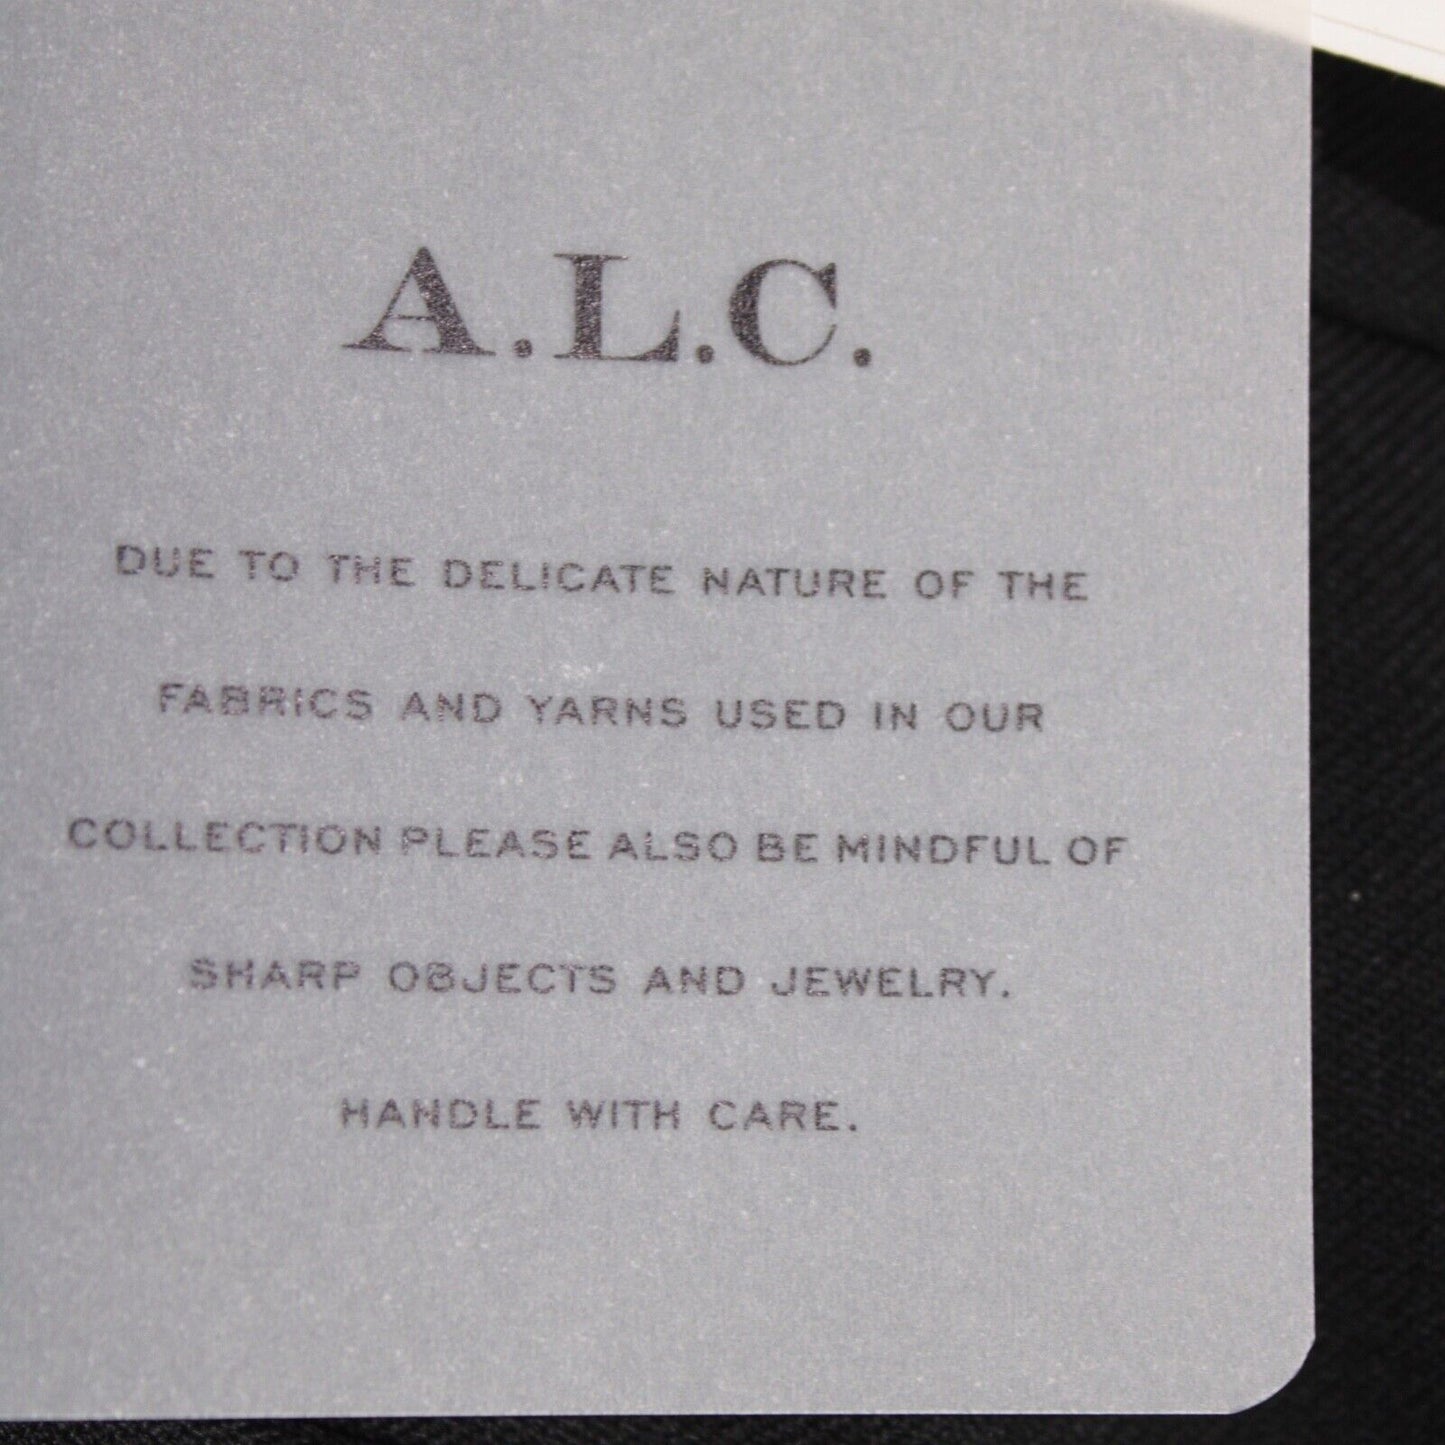 A.L.C.
DUE TO THE DELICATE NATURE OF THE
FABRICS AND YARNS USED IN OUR
COLLECTION PLEASE ALSO BE MINDFUL OF
SHARP OBJECTS AND JEWELRY.
HANDLE WITH CARE.